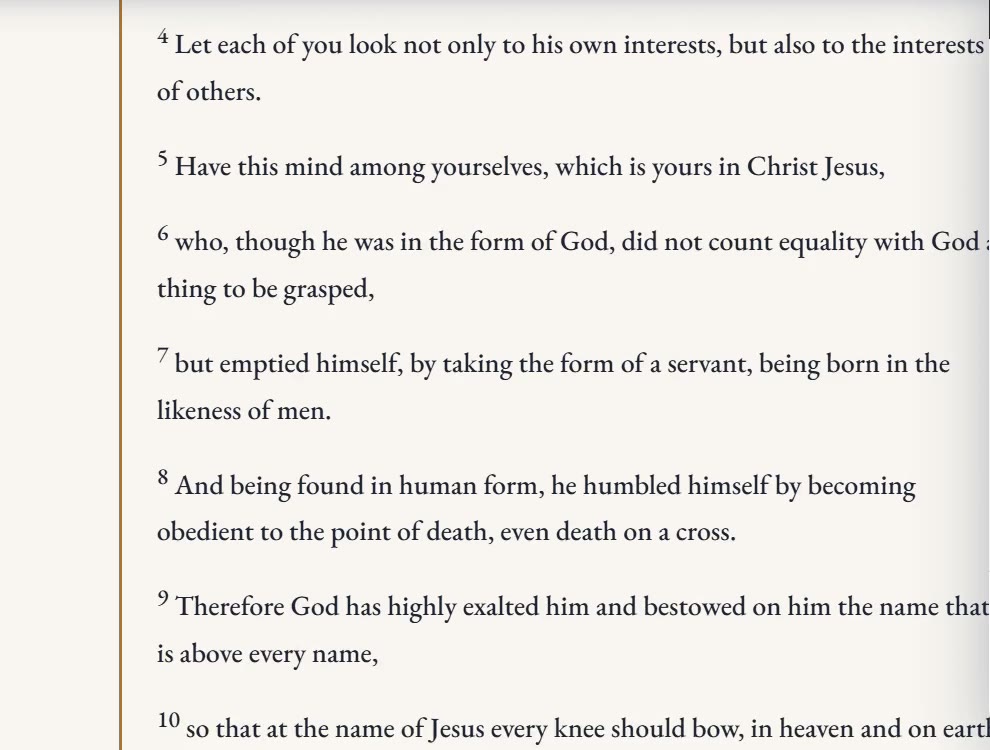 4 Let each of you look not only to his own interests, but also to the interests
of others.
5 Have this mind among yourselves, which is yours in Christ Jesus,
6 who, though he was in the form of God, did not count equality with God
thing to be grasped,
7 but emptied himself, by taking the form of a servant, being born in the
likeness of men.
8 And being found in human form, he humbled himself by becoming
obedient to the point of death, even death on a cross.
9 Therefore God has highly exalted him and bestowed on him the name that
is above every name,
10 so that at the name of Jesus every knee should bow, in heaven and on